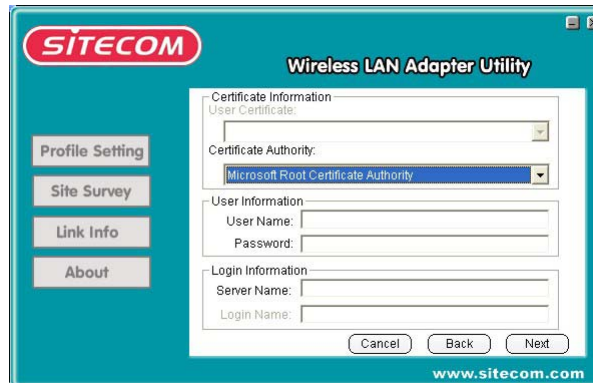 SITECOM
Wireless LAN Adapter Utility
Profile Setting
Site Survey
Link Info
About
Certificate Information
User Certificate:
Certificate Authority:
Microsoft Root Certificate Authority
User Information
User Name:
Password:
Login Information
Server Name:
Login Name:
Cancel Back Next
www.sitecom.com